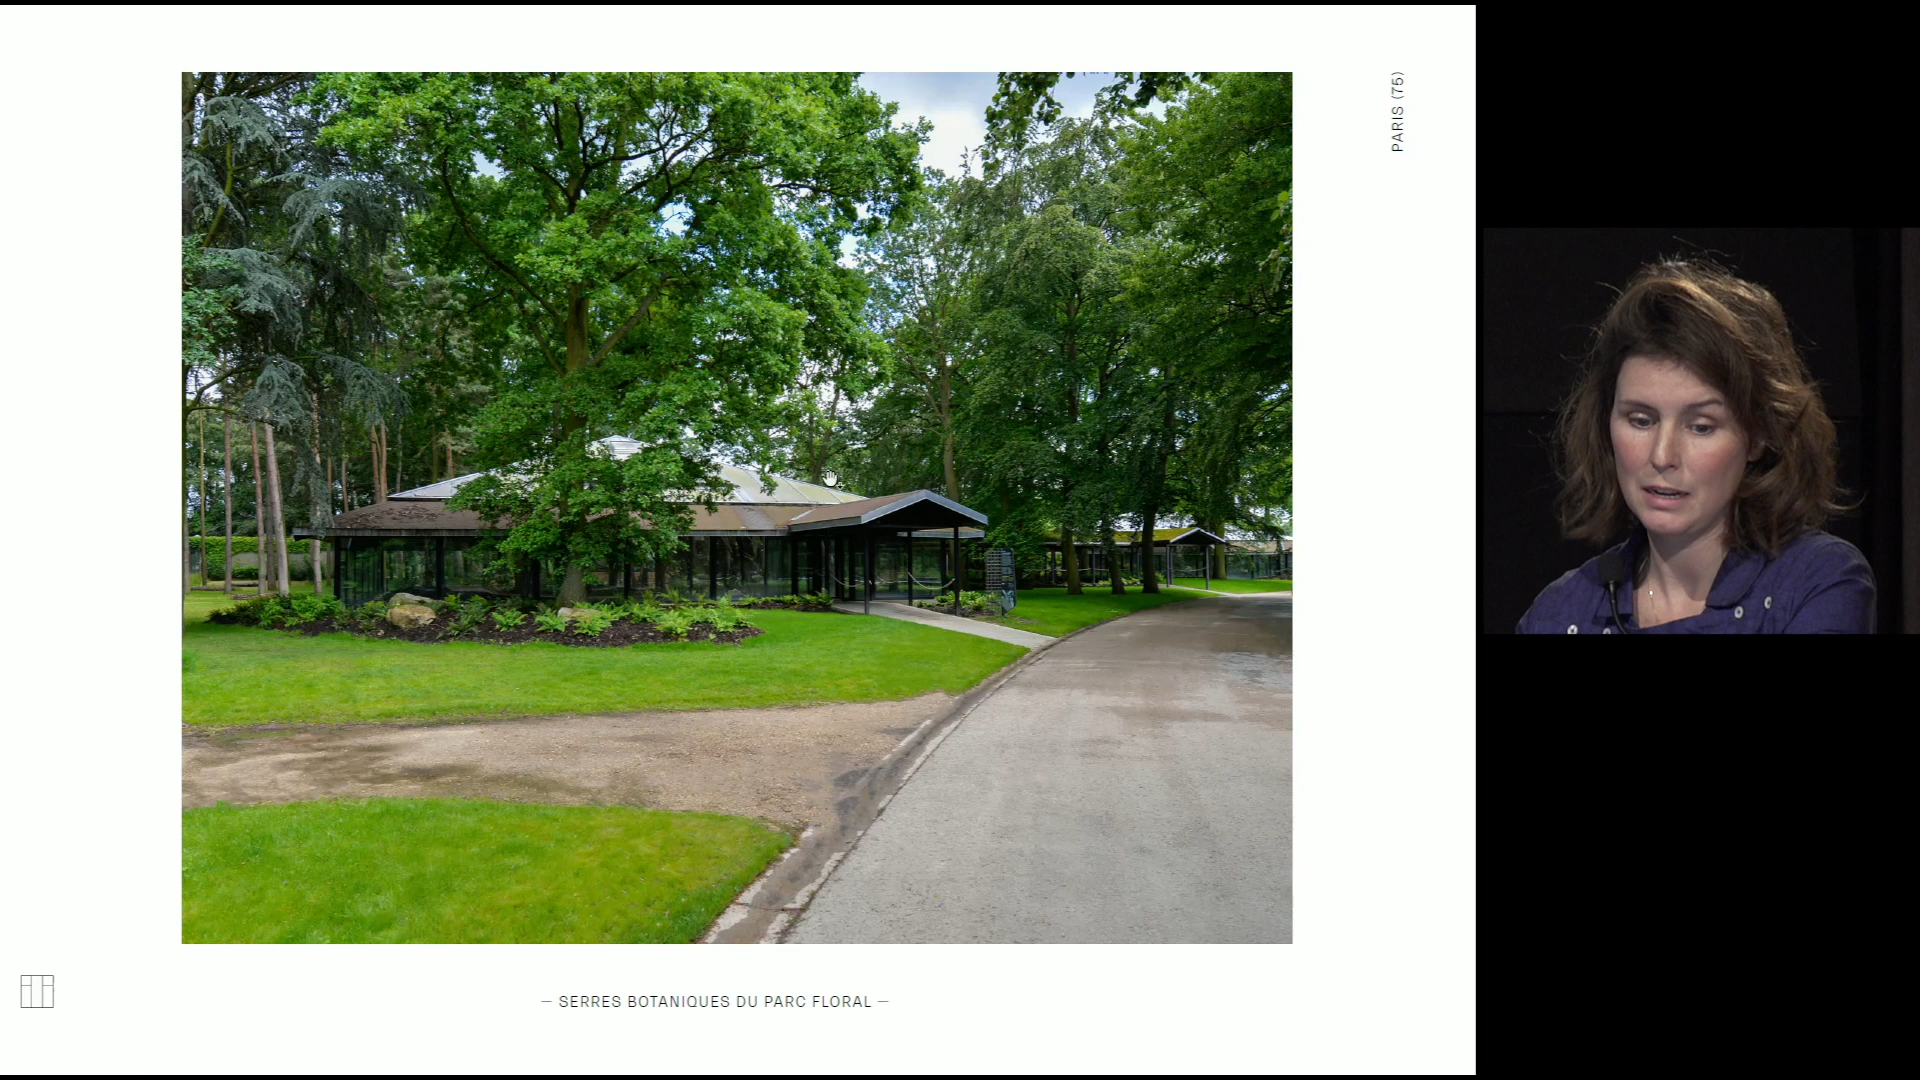 PARIS (75)
— SERRES BOTANIQUES DU PARC FLORAL —